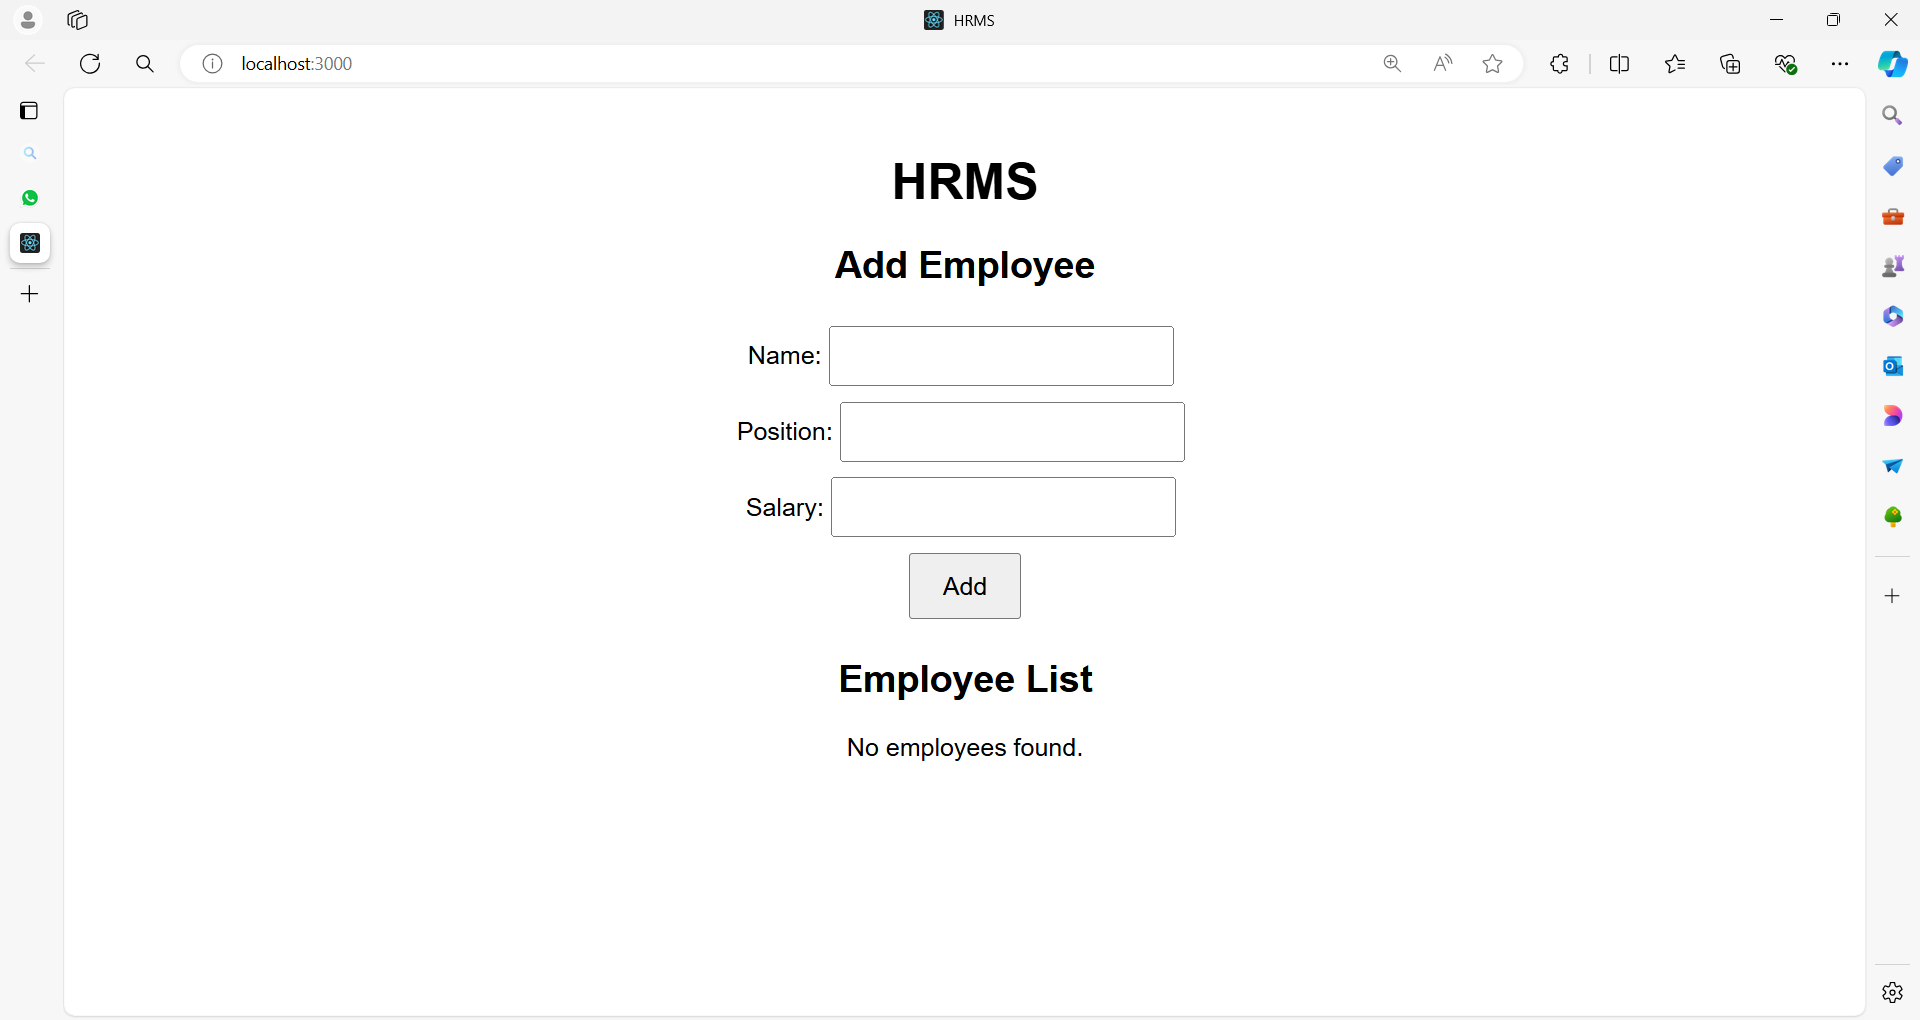 HRMS
localhost:3000
HRMS
Add Employee
Name:
Position:
Salary:
Add
Employee List
No employees found.